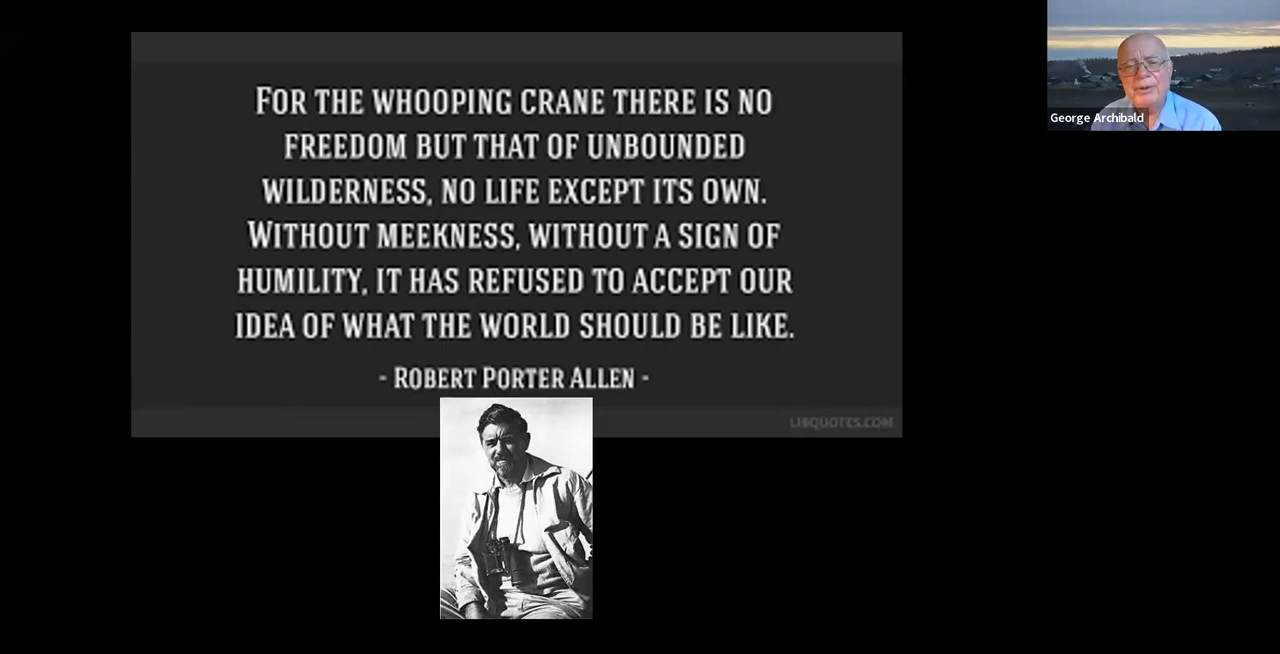 FOR THE WHOOPING CRANE THERE IS NO
FREEDOM BUT THAT OF UNBOUNDED
WILDERNESS, NO LIFE EXCEPT ITS OWN.
WITHOUT MEEKNESS, WITHOUT A SIGN OF
HUMILITY, IT HAS REFUSED TO ACCEPT OUR
IDEA OF WHAT THE WORLD SHOULD BE LIKE.
- ROBERT PORTER ALLEN -
LIBQUOTES.COM
George Archibald